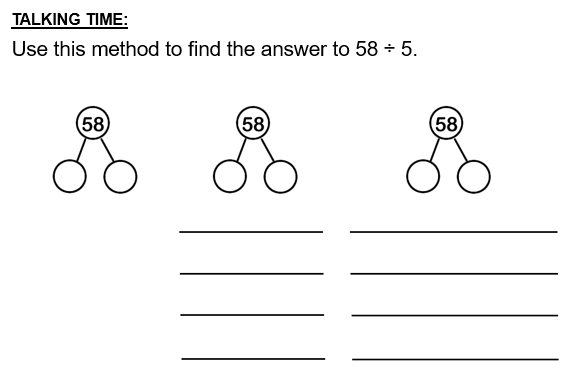 TALKING TIME:
Use this method to find the answer to 58 ÷ 5.
58 58 58